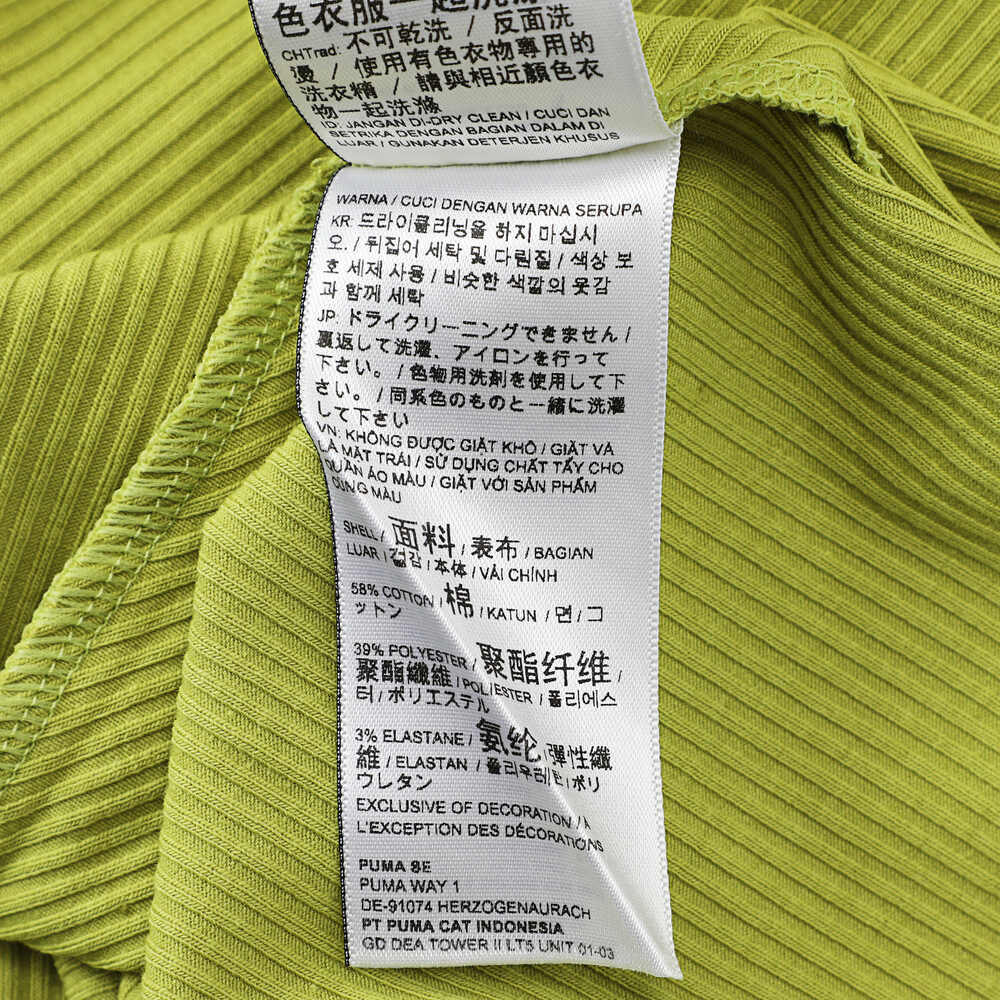 色衣服一起洗涤
CHTrad: 不可乾洗 / 反面洗
燙 / 使用有色衣物專用的
洗衣精 / 請與相近顏色衣
物一起洗滌
ID: JANGAN DI-DRY CLEAN / CUCI DAN
SETRIKA DENGAN BAGIAN DALAM DI
LUAR / GUNAKAN DETERJEN KHUSUS
WARNA / CUCI DENGAN WARNA SERUPA
KR: 드라이클리닝을 하지 마십시
오. / 뒤집어 세탁 및 다림질 / 색상 보
호 세제 사용 / 비슷한 색깔의 옷감
과 함께 세탁
JP: ドライクリーニングできません /
裏返して洗濯、アイロンを行って
下さい。 / 色物用洗剤を使用して下
さい。 / 同系色のものと一緒に洗濯
して下さい
VN: KHÔNG ĐƯỢC GIẶT KHÔ / GIẶT VÀ
LÀ MẶT TRÁI / SỬ DỤNG CHẤT TẨY CHO
QUẦN ÁO MÀU / GIẶT VỚI SẢN PHẨM
CÙNG MÀU
SHELL / 面料 / 表布 / BAGIAN
LUAR / 겉감 / 本体 / VẢI CHÍNH
58% COTTON / 棉 / KATUN / 면 / コ
ットン
39% POLYESTER / 聚酯纤维 /
聚酯纖維 / POLYESTER / 폴리에스
터 / ポリエステル
3% ELASTANE / 氨纶 / 彈性纖
維 / ELASTAN / 폴리우레탄 / ポリ
ウレタン
EXCLUSIVE OF DECORATION / A
L'EXCEPTION DES DÉCORATIONS
PUMA SE
PUMA WAY 1
DE-91074 HERZOGENAURACH
PT PUMA CAT INDONESIA
GD DEA TOWER II LT5 UNIT 01-03